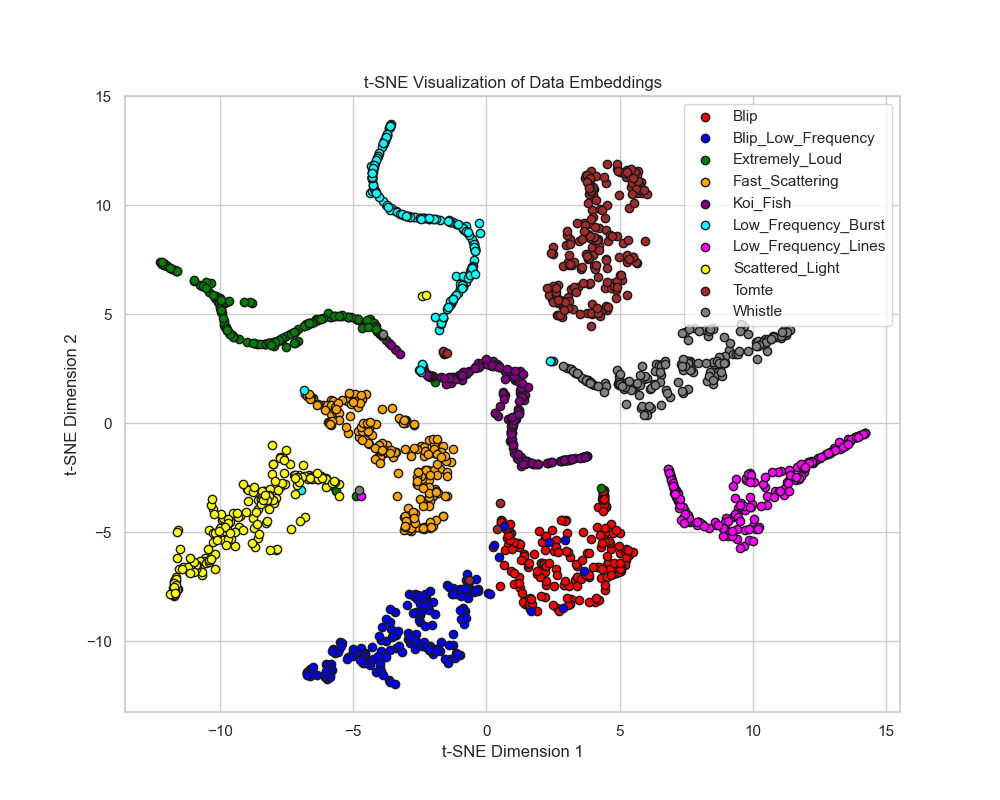 t-SNE Visualization of Data Embeddings
15
10
5
0
−5
−10
t-SNE Dimension 2
Blip
Blip_Low_Frequency
Extremely_Loud
Fast_Scattering
Koi_Fish
Low_Frequency_Burst
Low_Frequency_Lines
Scattered_Light
Tomte
Whistle
−10 −5 0 5 10 15
t-SNE Dimension 1